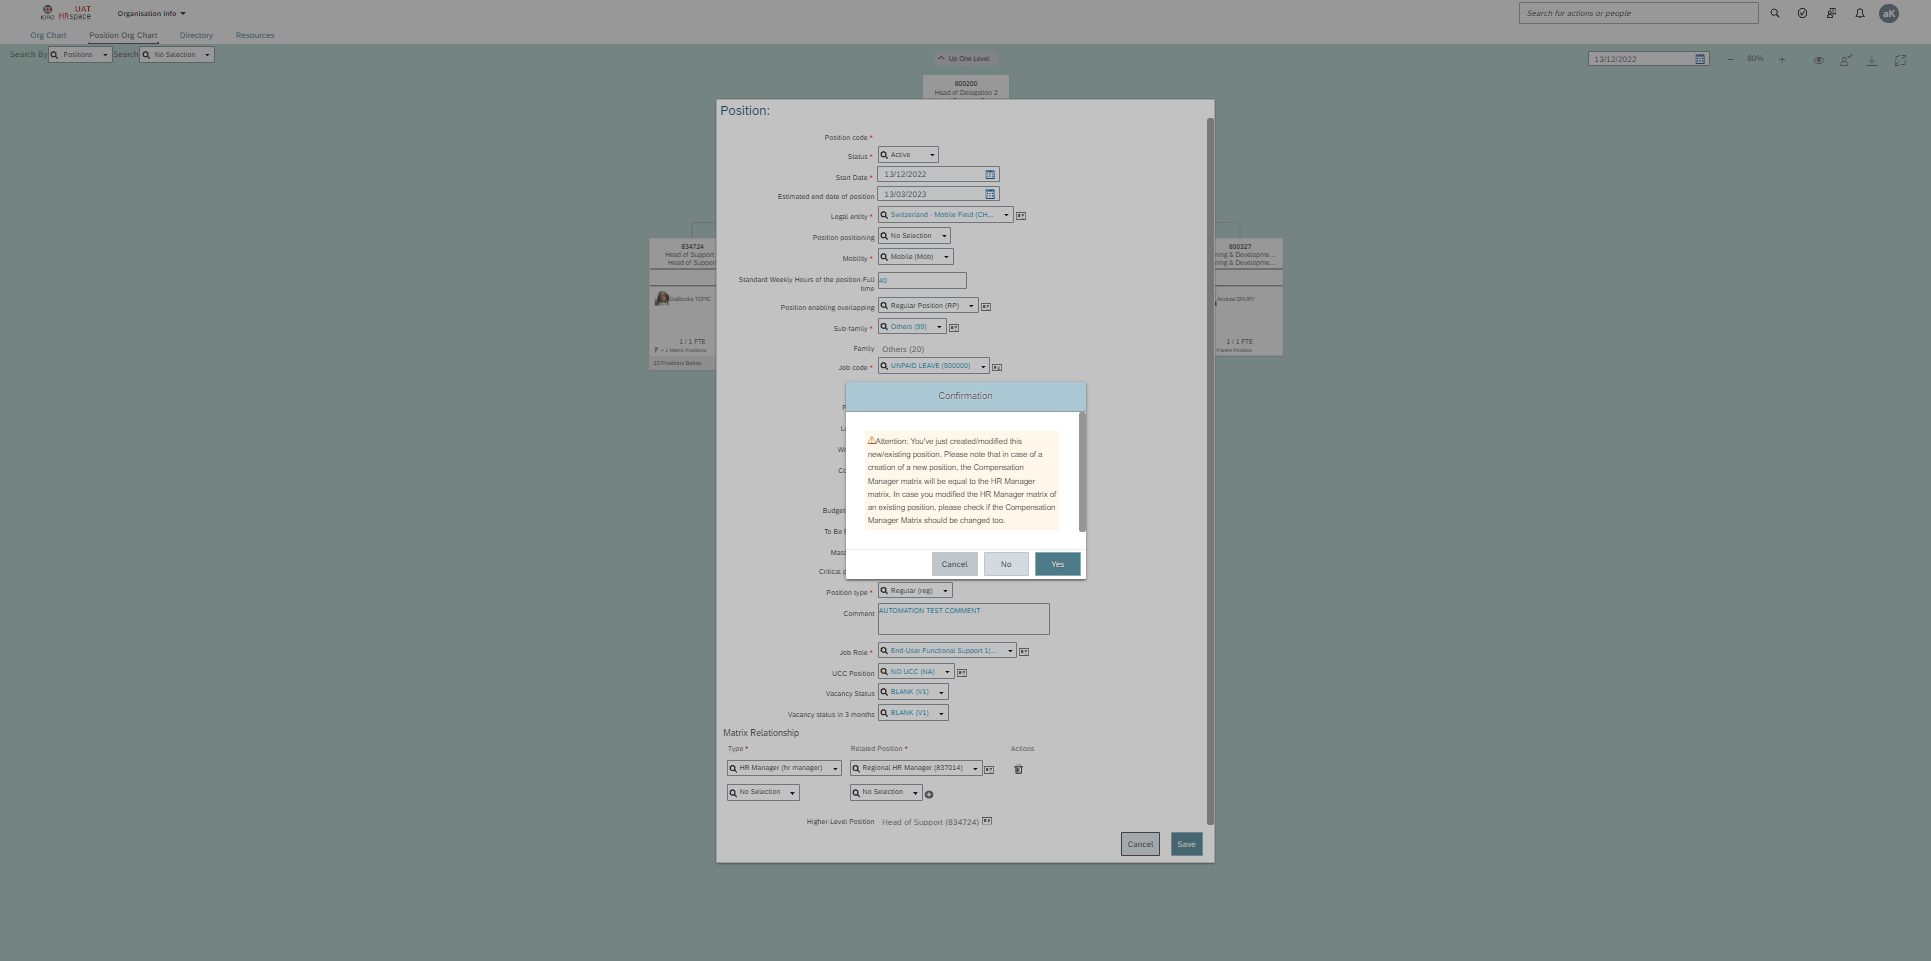 UAT
ICRC HRspace
Organisation Info
Search for actions or people
aK
Org Chart
Position Org Chart
Directory
Resources
Search By
Positions
Search
No Selection
Up One Level
13/12/2022
80%
800200
Head of Delegation 2
Position:
Position code *
Status * Active
Start Date * 13/12/2022
Estimated end date of position 13/03/2023
Legal entity * Switzerland - Mobile Field (CH...
Position positioning No Selection
Mobility * Mobile (Mob)
Standard Weekly Hours of the position-Full
time
40
Position enabling overlapping Regular Position (RP)
Sub-family * Others (99)
Family Others (20)
Job code * UNPAID LEAVE (500000)
834724
Head of Support
Head of Support
Daliborka TOPIC
1 / 1 FTE
+ 2 Matrix Positions
33 Positions Below
800327
ning & Developme...
ning & Developme...
Andrea DRURY
1 / 1 FTE
Parent Position
Confirmation
Attention: You've just created/modified this
new/existing position. Please note that in case of a
creation of a new position, the Compensation
Manager matrix will be equal to the HR Manager
matrix. In case you modified the HR Manager matrix of
an existing position, please check if the Compensation
Manager Matrix should be changed too.
Cancel
No
Yes
Budge
To Be
Mass
Critical p
Position type * Regular (reg)
Comment AUTOMATION TEST COMMENT
Job Role * End-User Functional Support 1(...
UCC Position NO UCC (NA)
Vacancy Status BLANK (V1)
Vacancy status in 3 months BLANK (V1)
Matrix Relationship
Type * Related Position * Actions
HR Manager (hr manager) Regional HR Manager (837014)
No Selection No Selection
Higher-Level Position Head of Support (834724)
Cancel
Save